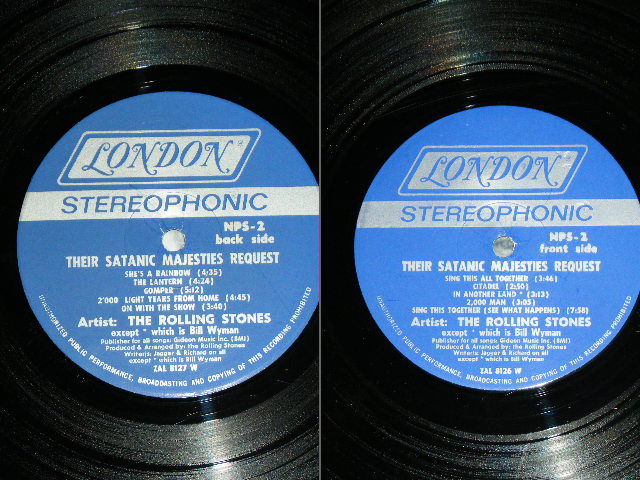 LONDON
STEREOPHONIC
NPS-2
back side
THEIR SATANIC MAJESTIES REQUEST
SHE'S A RAINBOW (4:35)
THE LANTERN (4:24)
GOMPER (5:12)
2'000 LIGHT YEARS FROM HOME (4:45)
ON WITH THE SHOW (3:40)
Artist: THE ROLLING STONES
except * which is Bill Wyman
Publisher for all songs: Gideon Music Inc. (BMI)
Produced & Arranged by: the Rolling Stones
Writer/s: Jagger & Richard on all
except * Bill Wyman
ZAL 8127 W
UNAUTHORIZED PUBLIC PERFORMANCE, BROADCASTING AND COPYING OF THIS RECORDING PROHIBITED
LONDON
STEREOPHONIC
NPS-2
front side
THEIR SATANIC MAJESTIES REQUEST
SING THIS ALL TOGETHER (3:46)
CITADEL (2:50)
IN ANOTHER LAND * (3:13)
2,000 MAN (3:05)
SING THIS TOGETHER (SEE WHAT HAPPENS) (7:58)
Artist: THE ROLLING STONES
except * which is Bill Wyman
Publisher for all songs: Gideon Music Inc. (BMI)
Produced & Arranged by: the Rolling Stones
Writer/s: Jagger & Richard on all
except * Bill Wyman
ZAL 8126 W
UNAUTHORIZED PUBLIC PERFORMANCE, BROADCASTING AND COPYING OF THIS RECORDING PROHIBITED